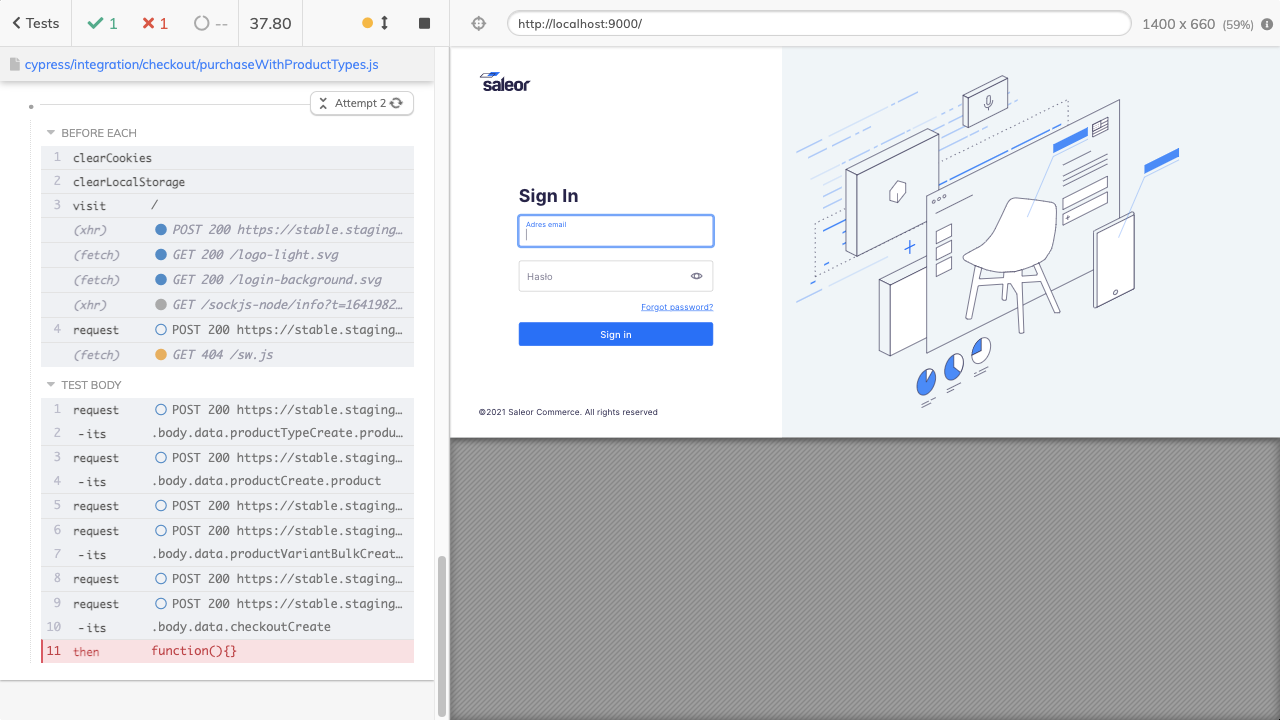 Tests
1
1
--
37.80
http://localhost:9000/
1400 x 660 (59%)
cypress/integration/checkout/purchaseWithProductTypes.js
Attempt 2
BEFORE EACH
1 clearCookies
2 clearLocalStorage
3 visit /
(xhr) POST 200 https://stable.staging…
(fetch) GET 200 /logo-light.svg
(fetch) GET 200 /login-background.svg
(xhr) GET /sockjs-node/info?t=1641982…
4 request POST 200 https://stable.staging…
(fetch) GET 404 /sw.js
TEST BODY
1 request POST 200 https://stable.staging…
2 -its .body.data.productTypeCreate.produ…
3 request POST 200 https://stable.staging…
4 -its .body.data.productCreate.product
5 request POST 200 https://stable.staging…
6 request POST 200 https://stable.staging…
7 -its .body.data.productVariantBulkCreat…
8 request POST 200 https://stable.staging…
9 request POST 200 https://stable.staging…
10 -its .body.data.checkoutCreate
11 then function(){}
saleor
Sign In
Adres email
Hasło
Forgot password?
Sign in
©2021 Saleor Commerce. All rights reserved